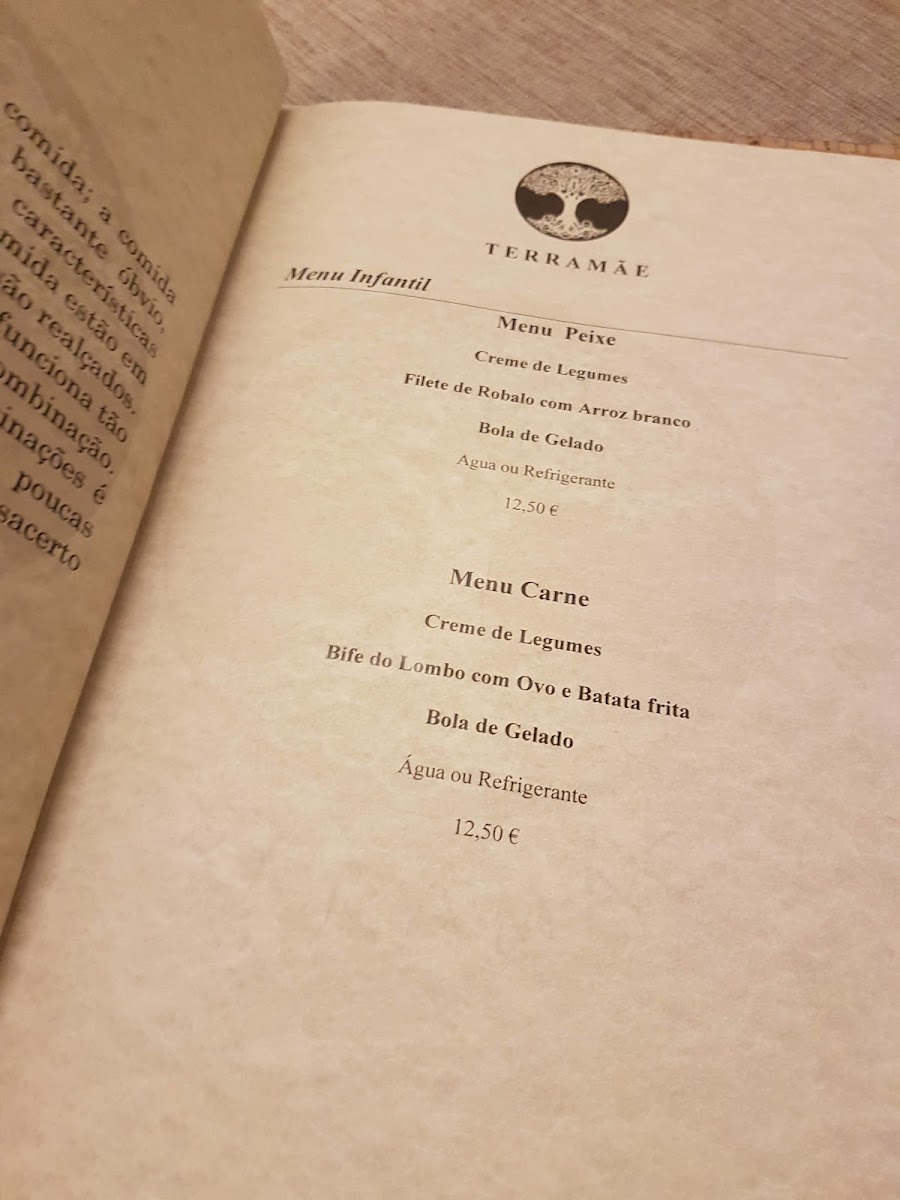 comida; a comida
bastante óbvio,
características
mida estão em
são realçados.
funciona tão
ombinação.
inações é
poucas
sacerto
TERRAMÃE
Menu Infantil
Menu Peixe
Creme de Legumes
Filete de Robalo com Arroz branco
Bola de Gelado
Agua ou Refrigerante
12,50 €
Menu Carne
Creme de Legumes
Bife do Lombo com Ovo e Batata frita
Bola de Gelado
Água ou Refrigerante
12,50 €